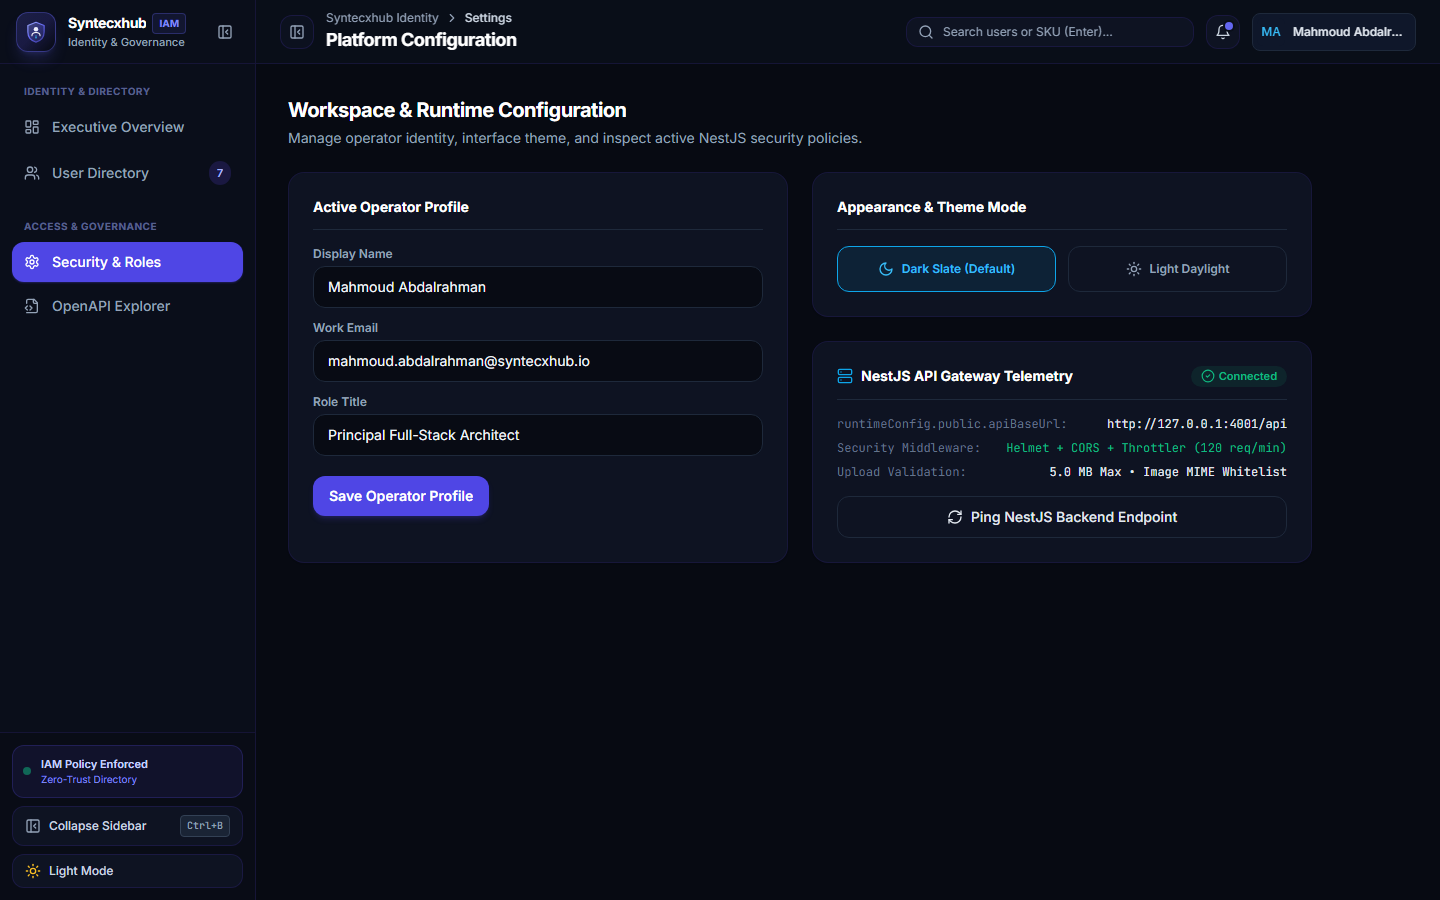 Syntecxhub IAM
Identity & Governance
IDENTITY & DIRECTORY
Executive Overview
User Directory 7
ACCESS & GOVERNANCE
Security & Roles
OpenAPI Explorer
IAM Policy Enforced
Zero-Trust Directory
Collapse Sidebar Ctrl+B
Light Mode
Syntecxhub Identity > Settings
Platform Configuration
Search users or SKU (Enter)...
MA Mahmoud Abdalr...
Workspace & Runtime Configuration
Manage operator identity, interface theme, and inspect active NestJS security policies.
Active Operator Profile
Display Name
Mahmoud Abdalrahman
Work Email
mahmoud.abdalrahman@syntecxhub.io
Role Title
Principal Full-Stack Architect
Save Operator Profile
Appearance & Theme Mode
Dark Slate (Default) Light Daylight
NestJS API Gateway Telemetry Connected
runtimeConfig.public.apiBaseUrl: http://127.0.0.1:4001/api
Security Middleware: Helmet + CORS + Throttler (120 req/min)
Upload Validation: 5.0 MB Max • Image MIME Whitelist
Ping NestJS Backend Endpoint